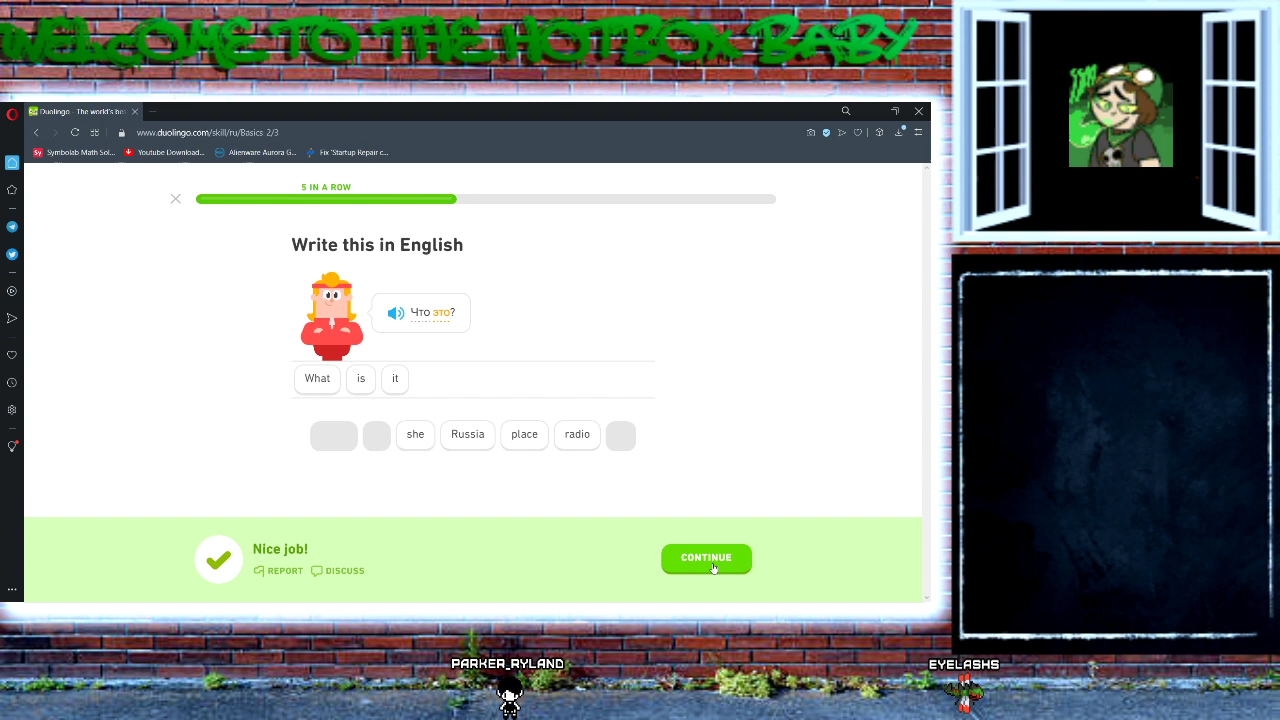 WELCOME TO THE HOTBOX BABY
Duolingo - The world's bes
www.duolingo.com/skill/ru/Basics 2/3
Sy Symbolab Math Sol...
Youtube Download...
Alienware Aurora G...
Fix 'Startup Repair c...
5 IN A ROW
Write this in English
Что это?
What is it
she Russia place radio
Nice job!
REPORT DISCUSS
CONTINUE
PARKER_RYLAND
EYELASHS